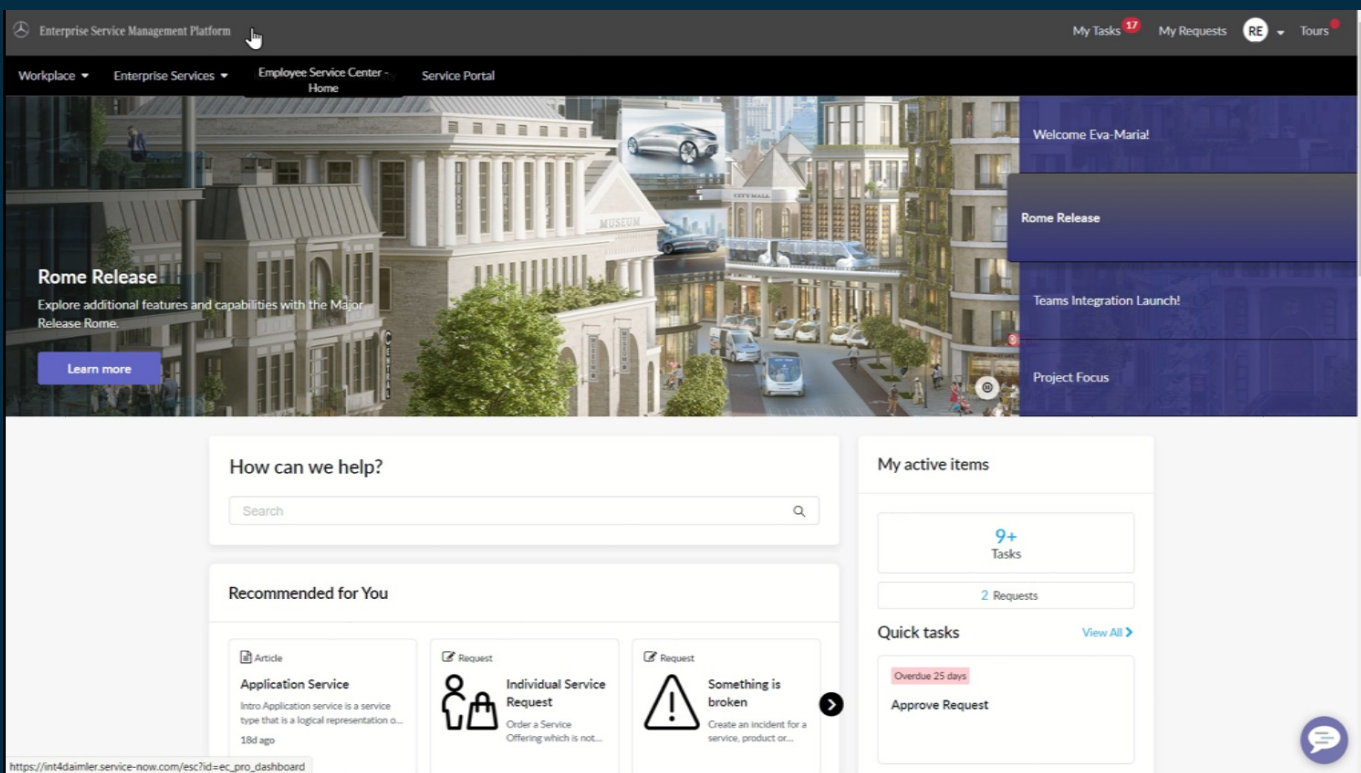 Enterprise Service Management Platform
My Tasks 17 My Requests RE Tours
Workplace Enterprise Services Employee Service Center - Home Service Portal
CITY MALL
MUSEUM
CENTRAL
Welcome Eva-Maria!
Rome Release
Teams Integration Launch!
Project Focus
Rome Release
Explore additional features and capabilities with the Major
Release Rome.
Learn more
How can we help?
Search
Recommended for You
Article
Application Service
Intro Application service is a service
type that is a logical representation o...
18d ago
Request
Individual Service
Request
Order a Service
Offering which is not...
Request
Something is
broken
Create an incident for a
service, product or...
My active items
9+
Tasks
2 Requests
Quick tasks View All
Overdue 25 days
Approve Request
https://int4daimler.service-now.com/esc?id=ec_pro_dashboard